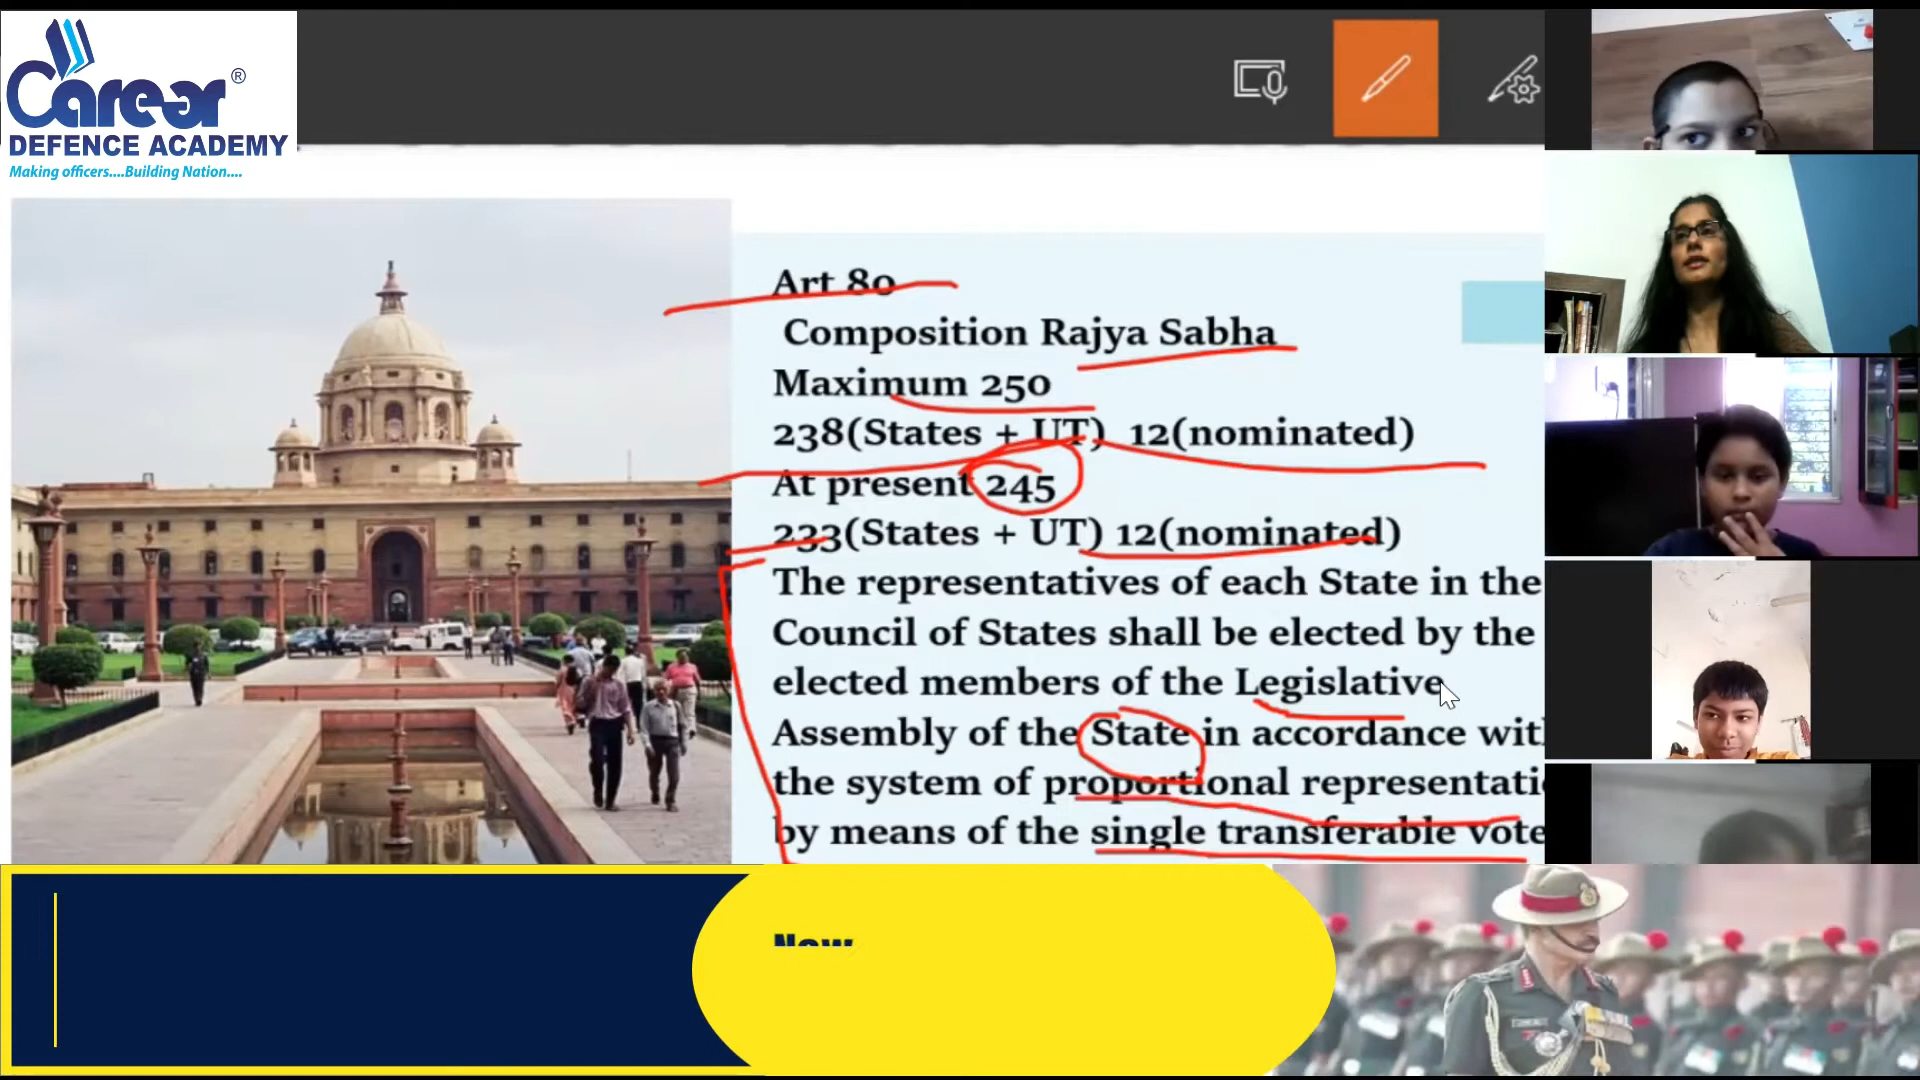 Carear®
DEFENCE ACADEMY
Making officers....Building Nation....
Art 80
Composition Rajya Sabha
Maximum 250
238(States + UT) 12(nominated)
At present 245
233(States + UT) 12(nominated)
The representatives of each State in the
Council of States shall be elected by the
elected members of the Legislative
Assembly of the State in accordance wit
the system of proportional representati
by means of the single transferable vote